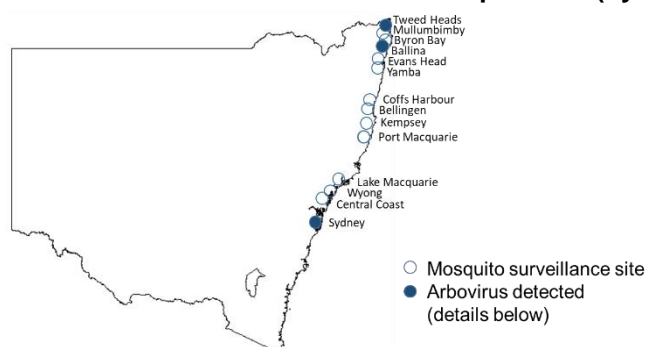 Tweed Heads
Mullumbimby
Byron Bay
Ballina
Evans Head
Yamba
Coffs Harbour
Bellingen
Kempsey
Port Macquarie
Lake Macquarie
Wyong
Central Coast
Sydney
Mosquito surveillance site
Arbovirus detected
(details below)